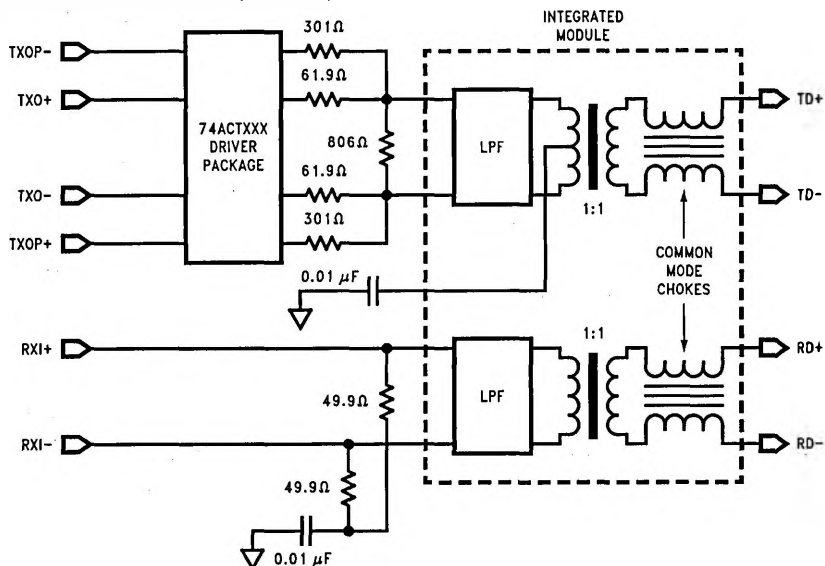 301Ω
INTEGRATED
MODULE
TXOP-
61.9Ω
TXO+
TD+
74ACTXXX
DRIVER
PACKAGE
806Ω
LPF
61.9Ω
TXO-
TD-
301Ω
1:1
TXOP+
0.01 μF
COMMON
MODE
CHOKES
RXI+
1:1
RD+
49.9Ω
LPF
RXI-
RD-
49.9Ω
0.01 μF